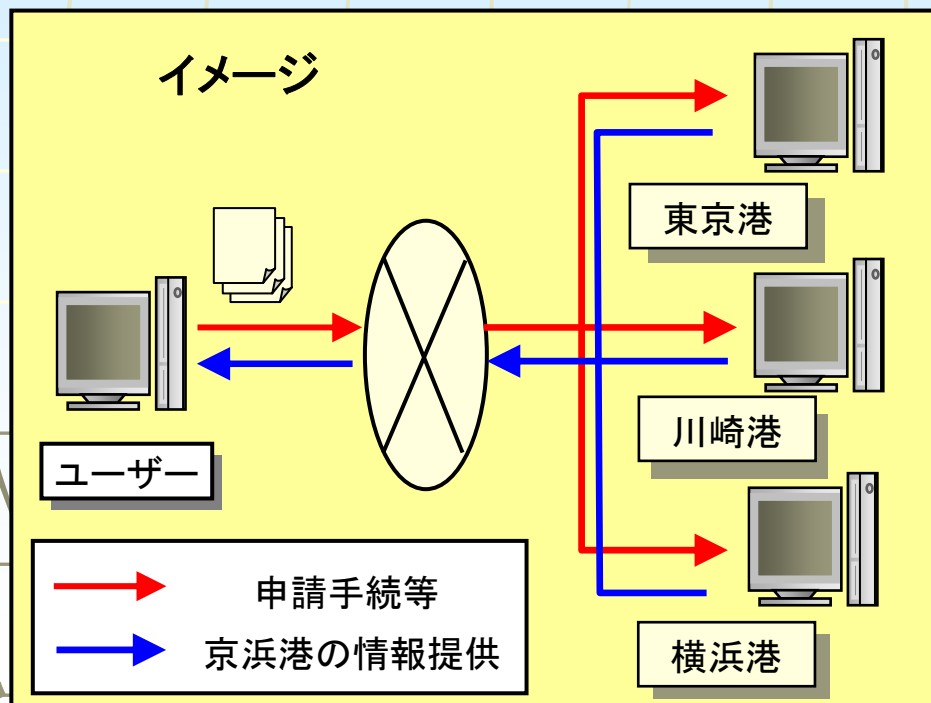 イメージ
東京港
川崎港
ユーザー
申請手続等
京浜港の情報提供
横浜港